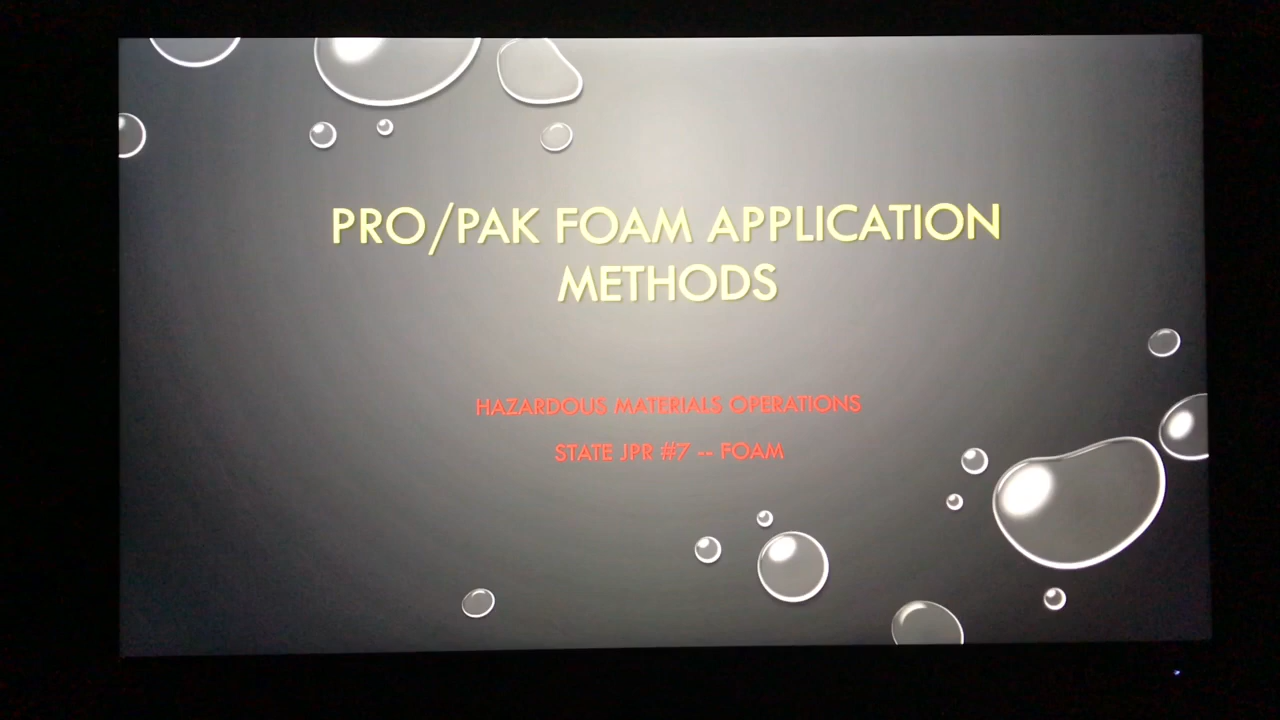 PRO/PAK FOAM APPLICATION
METHODS
HAZARDOUS MATERIALS OPERATIONS
STATE JPR #7 -- FOAM